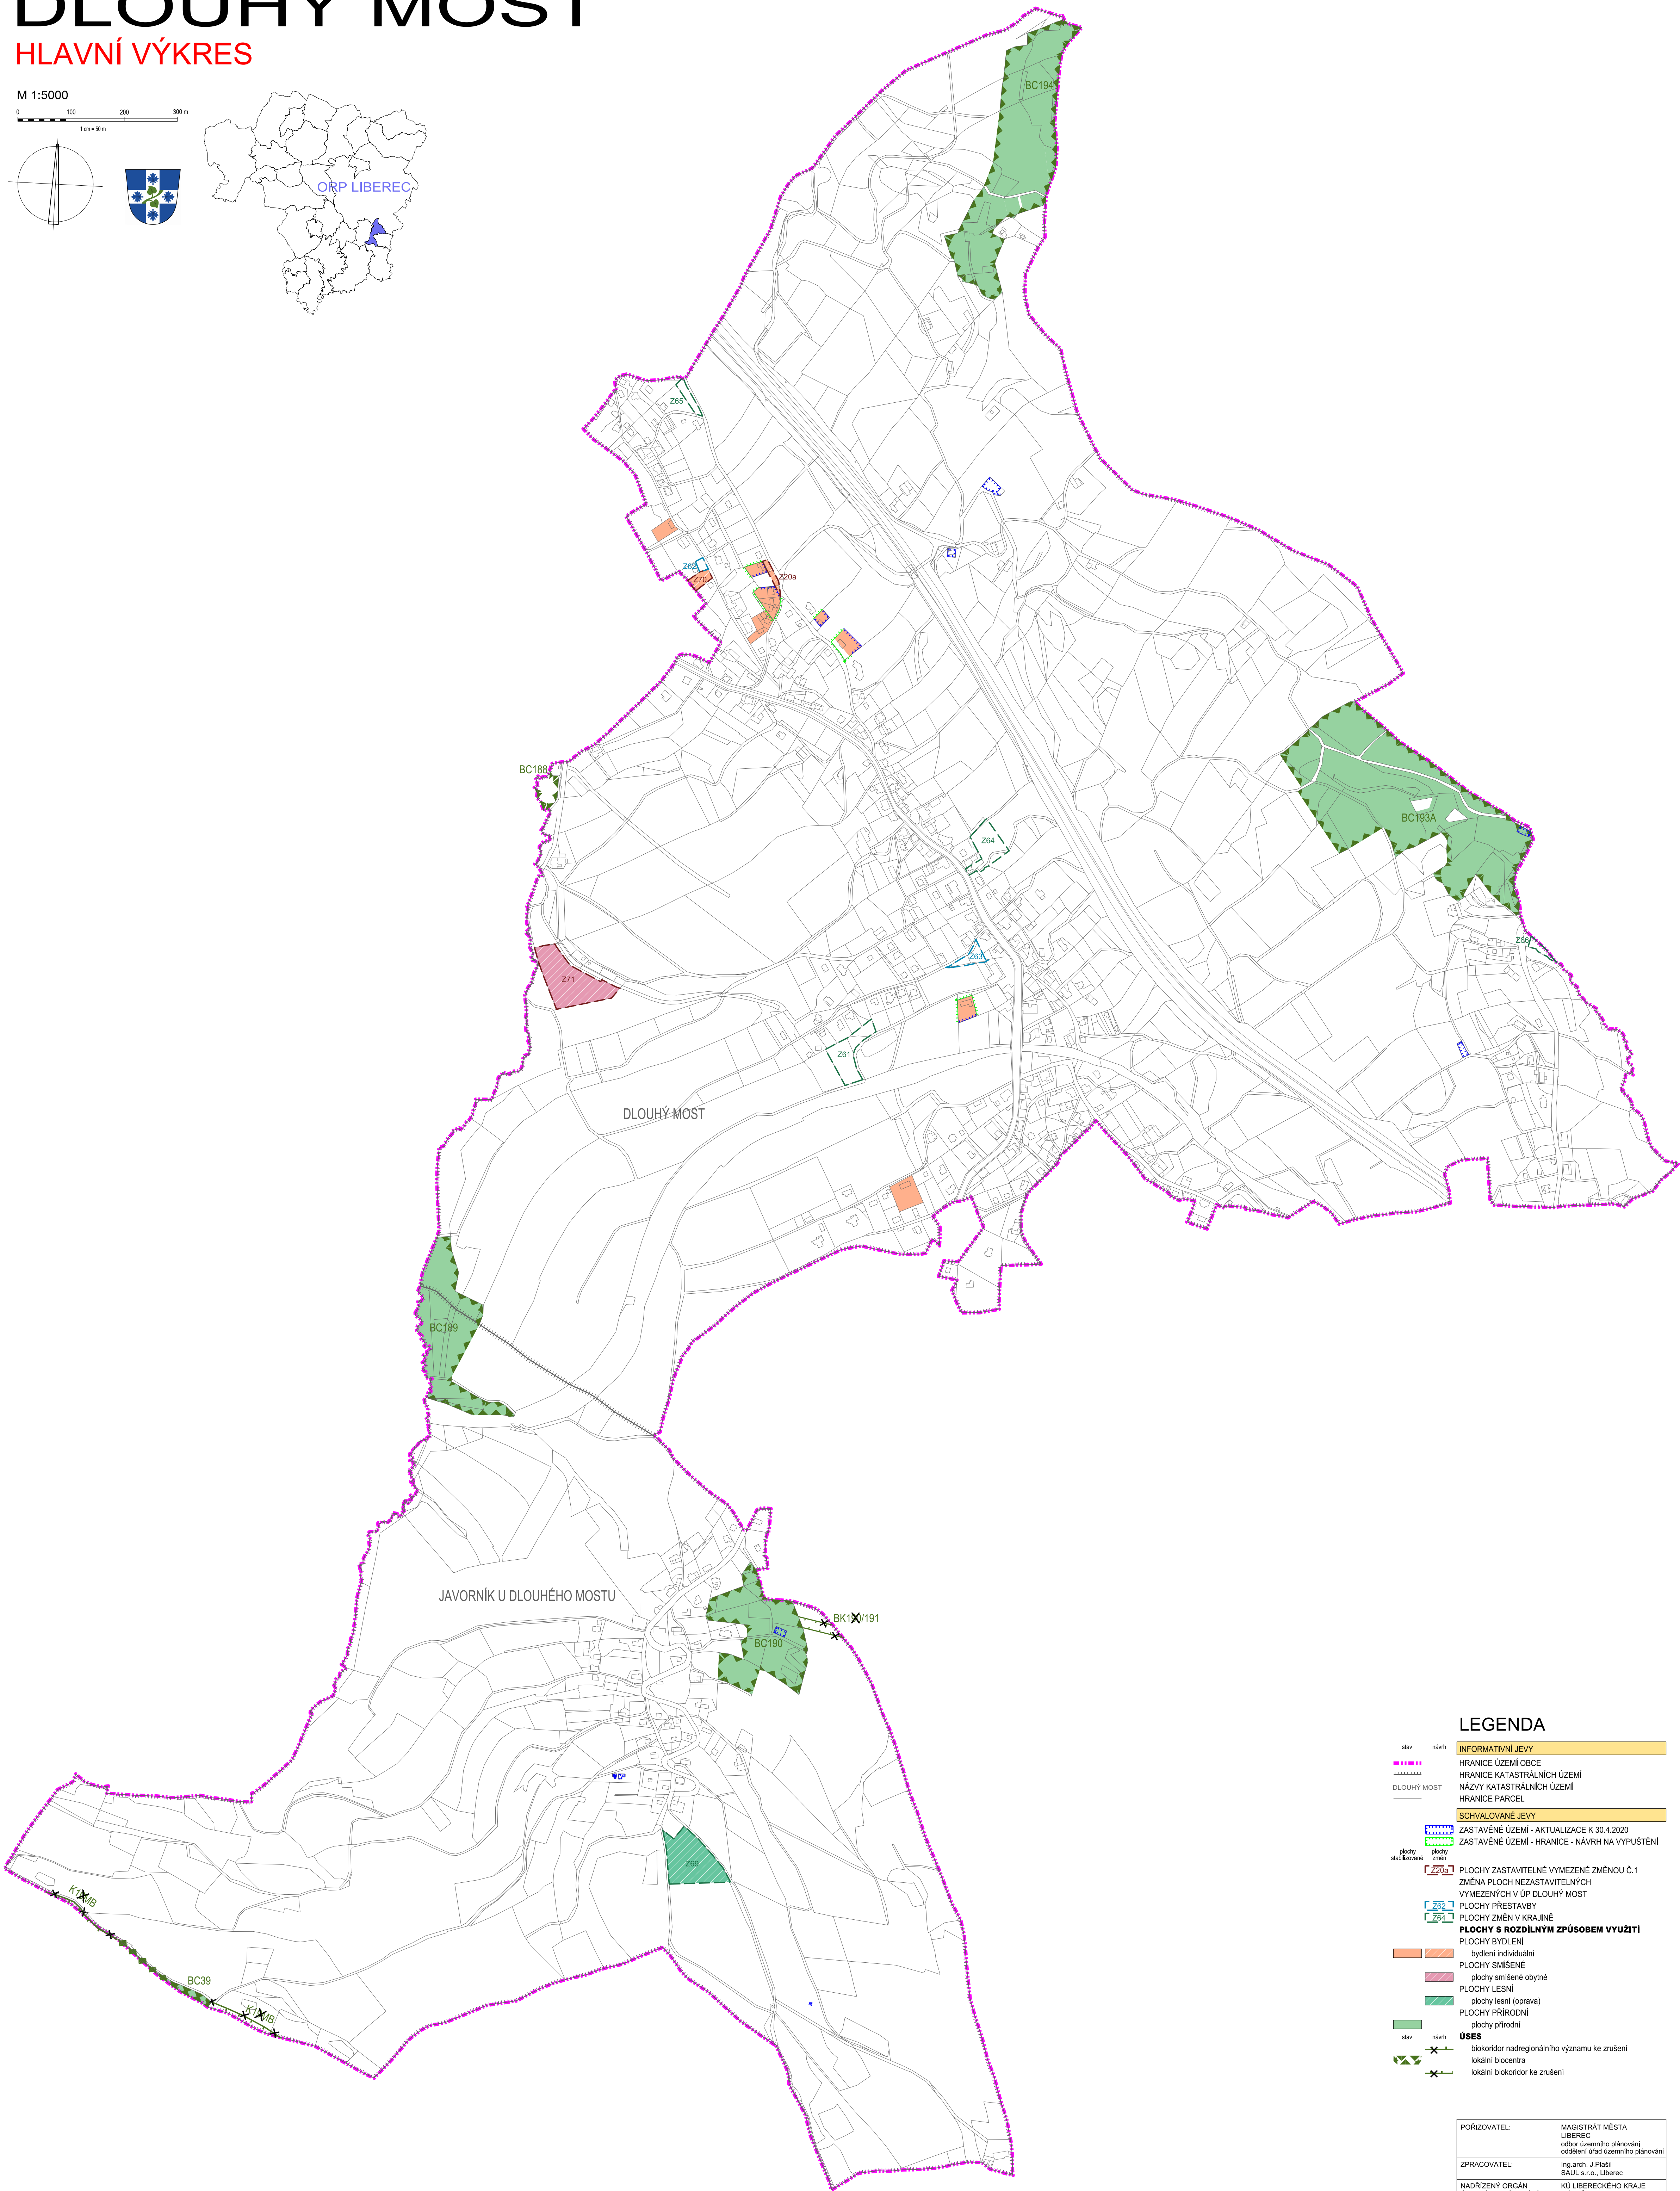 DLOUHÝ MOST
HLAVNÍ VÝKRES
M 1:5000
0 100 200 300 m
1 cm = 50 m
ORP LIBEREC
BC194
Z65
Z62
Z70
Z20a
BC188
BC193A
Z64
Z66
Z63
Z71
Z61
DLOUHÝ MOST
BC189
JAVORNÍK U DLOUHÉHO MOSTU
BC190
Z69
BC39
LEGENDA
stav návrh INFORMATIVNÍ JEVY
HRANICE ÚZEMÍ OBCE
HRANICE KATASTRÁLNÍCH ÚZEMÍ
DLOUHÝ MOST NÁZVY KATASTRÁLNÍCH ÚZEMÍ
HRANICE PARCEL
SCHVALOVANÉ JEVY
ZASTAVĚNÉ ÚZEMÍ - AKTUALIZACE K 30.4.2020
ZASTAVĚNÉ ÚZEMÍ - HRANICE - NÁVRH NA VYPUŠTĚNÍ
plochy stabilizované plochy změn
Z20a PLOCHY ZASTAVITELNÉ VYMEZENÉ ZMĚNOU Č.1
ZMĚNA PLOCH NEZASTAVITELNÝCH
VYMEZENÝCH V ÚP DLOUHÝ MOST
Z62 PLOCHY PŘESTAVBY
Z64 PLOCHY ZMĚN V KRAJINĚ
PLOCHY S ROZDÍLNÝM ZPŮSOBEM VYUŽITÍ
PLOCHY BYDLENÍ
bydlení individuální
PLOCHY SMÍŠENÉ
plochy smíšené obytné
PLOCHY LESNÍ
plochy lesní (oprava)
PLOCHY PŘÍRODNÍ
plochy přírodní
stav návrh ÚSES
biokoridor nadregionálního významu ke zrušení
lokální biocentra
lokální biokoridor ke zrušení
POŘIZOVATEL: MAGISTRÁT MĚSTA
LIBEREC
odbor územního plánování
oddělení úřad územního plánování
ZPRACOVATEL: Ing.arch. J.Plašil
SAUL s.r.o., Liberec
NADŘÍZENÝ ORGÁN KÚ LIBERECKÉHO KRAJE